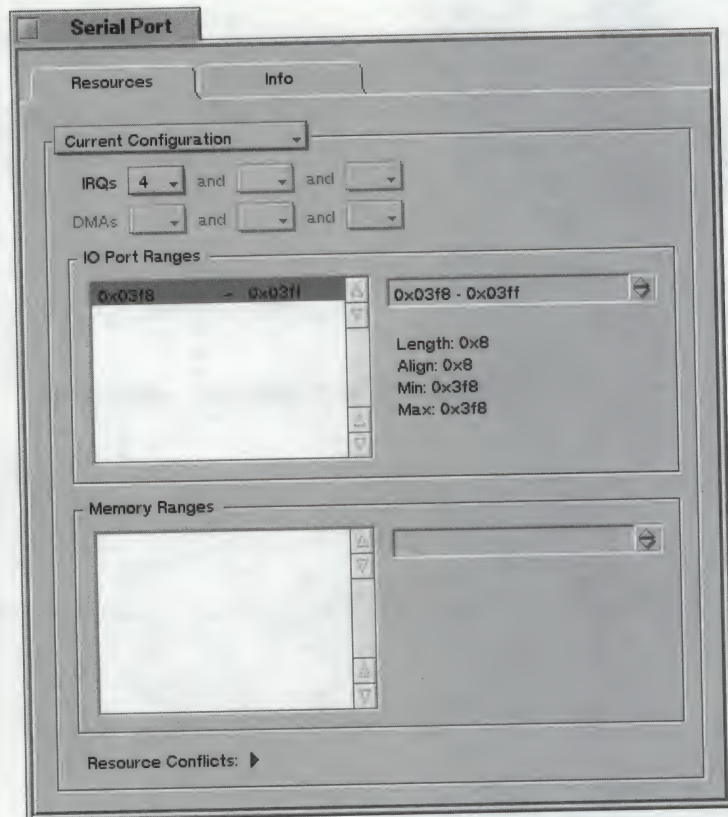 Serial Port
Resources Info
Current Configuration
IRQs 4 and and
DMAs and and
IO Port Ranges
0x03f8 - 0x03ff 0x03f8 - 0x03ff
Length: 0x8
Align: 0x8
Min: 0x3f8
Max: 0x3f8
Memory Ranges
Resource Conflicts: